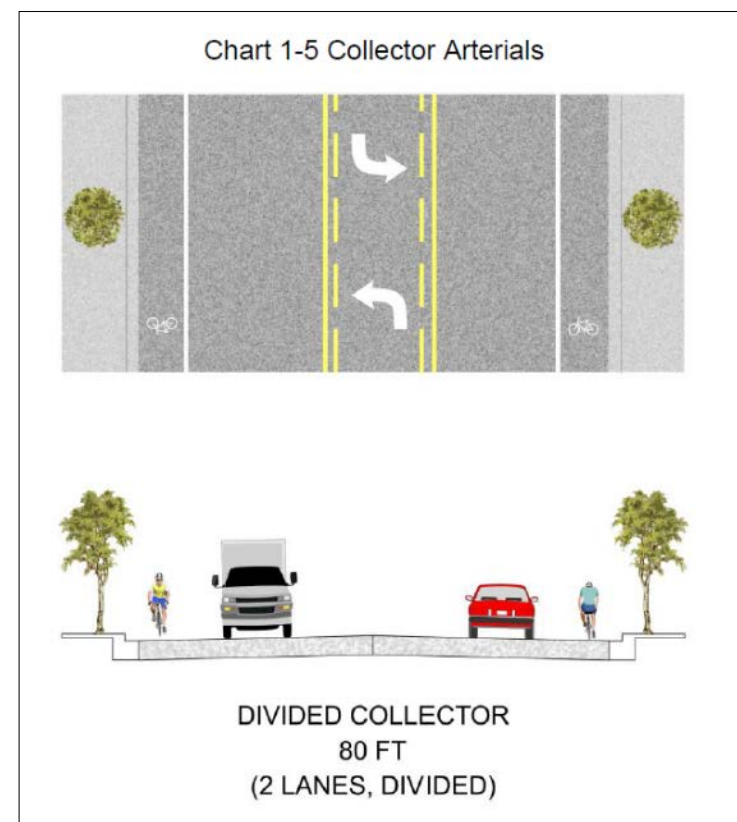 Chart 1-5 Collector Arterials
DIVIDED COLLECTOR
80 FT
(2 LANES, DIVIDED)